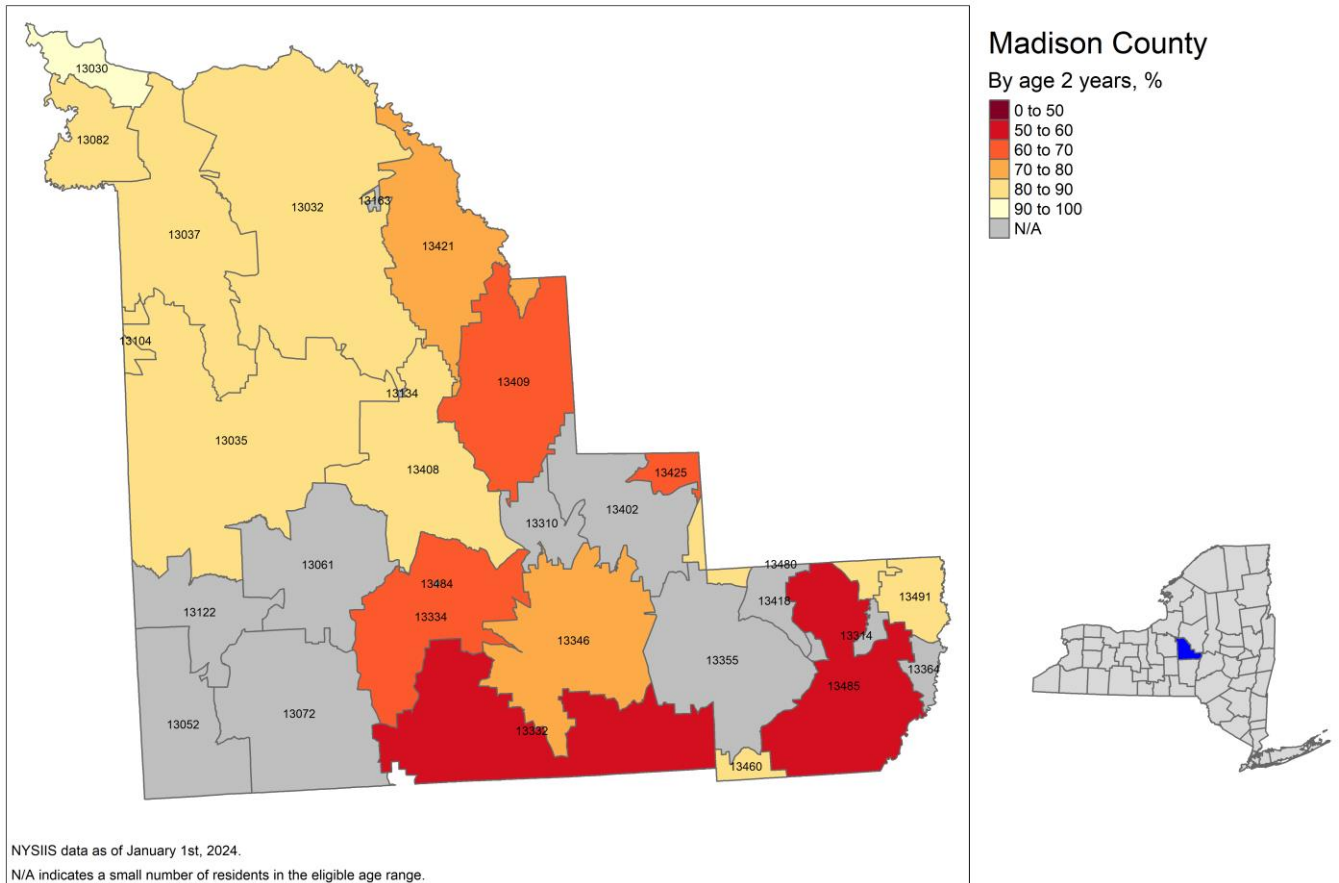 Madison County
By age 2 years, %
0 to 50
50 to 60
60 to 70
70 to 80
80 to 90
90 to 100
N/A
13030
13082
13163
13032
13037
13421
13104
13409
13134
13035
13408
13425
13402
13310
13061
13480
13484
13491
13418
13122
13334
13314
13346
13355
13364
13485
13052
13072
13332
13460
NYSIIS data as of January 1st, 2024.
N/A indicates a small number of residents in the eligible age range.